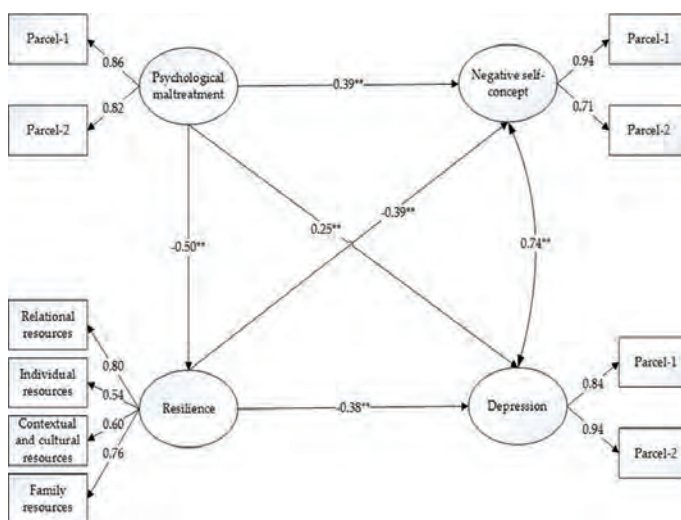 Parcel-1
0.86
0.82
Parcel-2
Psychological
maltreatment
0.39**
Negative self-
concept
0.94
0.71
Parcel-1
Parcel-2
-0.50**
-0.39**
0.25**
0.74**
Relational
resources
Individual
resources
Contextual and
cultural
resources
Family
resources
0.80
0.54
0.60
0.76
Resilience
-0.38**
Depression
0.84
0.94
Parcel-1
Parcel-2